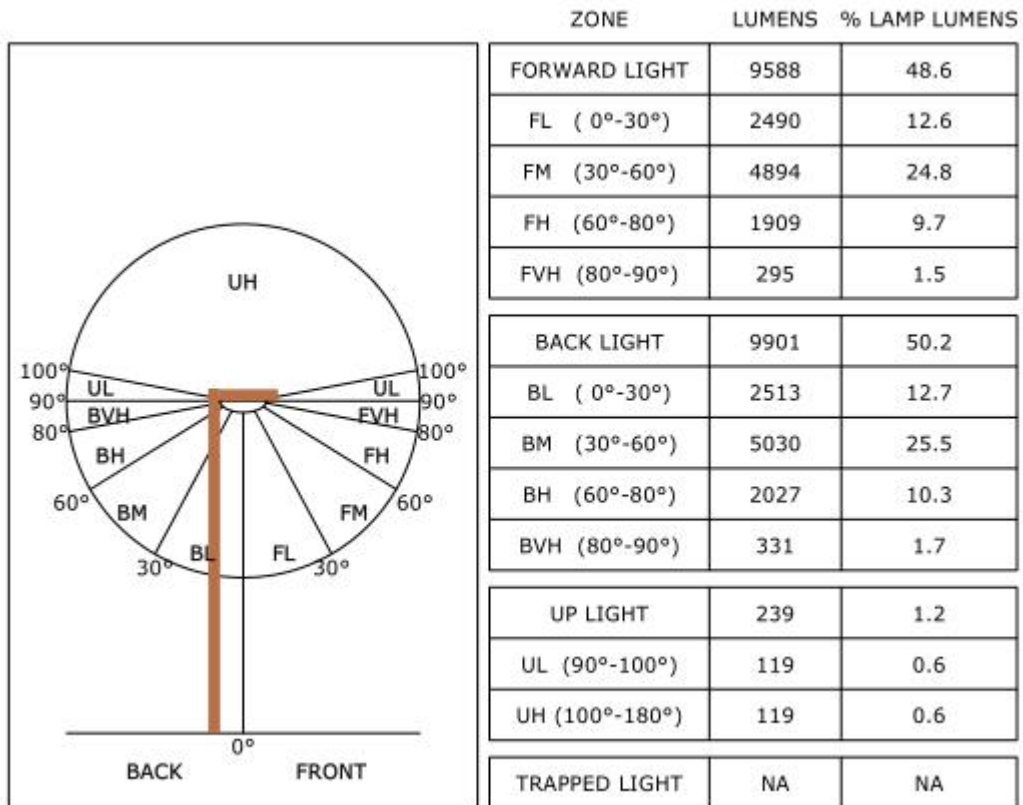 ZONE LUMENS % LAMP LUMENS
FORWARD LIGHT 9588 48.6
FL ( 0°-30°) 2490 12.6
FM (30°-60°) 4894 24.8
FH (60°-80°) 1909 9.7
FVH (80°-90°) 295 1.5
BACK LIGHT 9901 50.2
BL ( 0°-30°) 2513 12.7
BM (30°-60°) 5030 25.5
BH (60°-80°) 2027 10.3
BVH (80°-90°) 331 1.7
UP LIGHT 239 1.2
UL (90°-100°) 119 0.6
UH (100°-180°) 119 0.6
TRAPPED LIGHT NA NA
UH
100° 100°
UL UL
90° 90°
BVH FVH
80° 80°
BH FH
60° 60°
BM FM
BL FL
30° 30°
0°
BACK FRONT